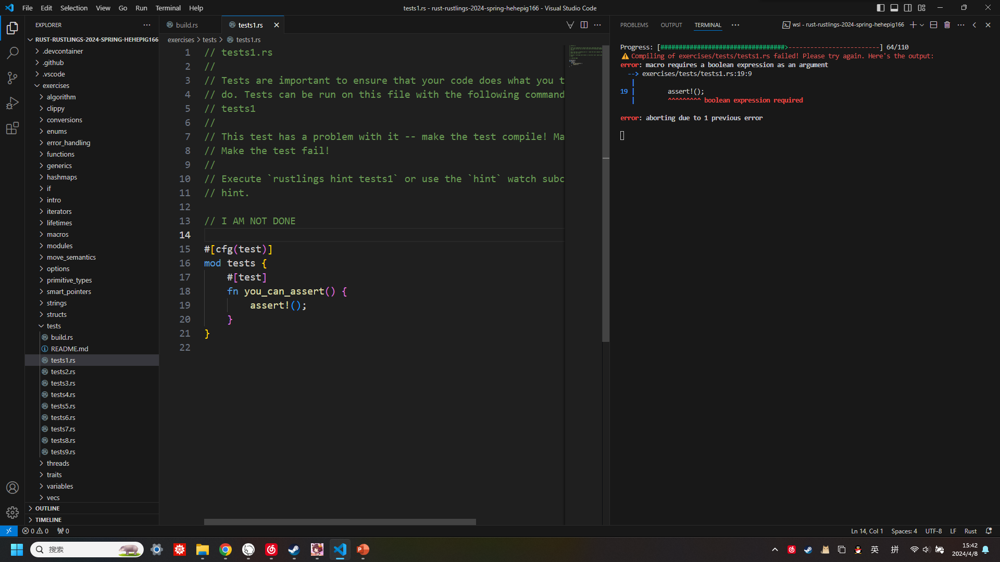 File Edit Selection View Go Run Terminal Help
tests1.rs - rust-rustlings-2024-spring-hehepig166 - Visual Studio Code
EXPLORER
RUST-RUSTLINGS-2024-SPRING-HEHEPIG166
.devcontainer
.github
.vscode
exercises
algorithm
clippy
conversions
enums
error_handling
functions
generics
hashmaps
if
intro
iterators
lifetimes
macros
modules
move_semantics
options
primitive_types
smart_pointers
strings
structs
tests
build.rs
README.md
tests1.rs
tests2.rs
tests3.rs
tests4.rs
tests5.rs
tests6.rs
tests7.rs
tests8.rs
tests9.rs
threads
traits
variables
vecs
OUTLINE
TIMELINE
build.rs tests1.rs
exercises > tests > tests1.rs
1 // tests1.rs
2 //
3 // Tests are important to ensure that your code does what you t
4 // do. Tests can be run on this file with the following command
5 // tests1
6 //
7 // This test has a problem with it -- make the test compile! Ma
8 // Make the test fail!
9 //
10 // Execute `rustlings hint tests1` or use the `hint` watch subc
11 // hint.
12
13 // I AM NOT DONE
14
15 #[cfg(test)]
16 mod tests {
17 #[test]
18 fn you_can_assert() {
19 assert!();
20 }
21 }
22
PROBLEMS OUTPUT TERMINAL
wsl - rust-rustlings-2024-spring-hehepig166
Progress: [##################################>-------------------------] 64/110
⚠️ Compiling of exercises/tests/tests1.rs failed! Please try again. Here's the output:
error: macro requires a boolean expression as an argument
--> exercises/tests/tests1.rs:19:9
|
19 | assert!();
| ^^^^^^^^^ boolean expression required
error: aborting due to 1 previous error
0 0 0
Ln 14, Col 1 Spaces: 4 UTF-8 LF Rust
搜索
英 拼
15:42
2024/4/8